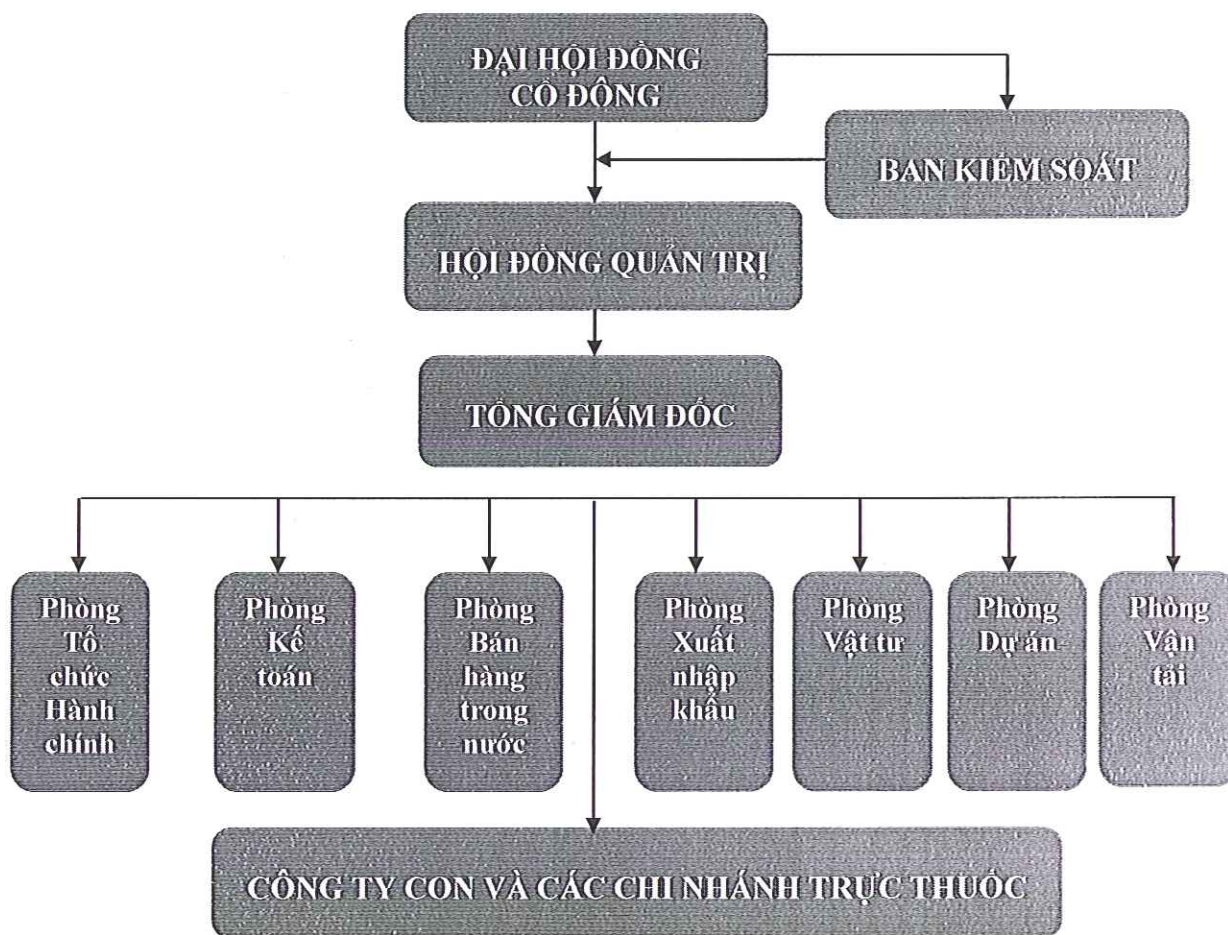 ĐẠI HỘI ĐỒNG
CỔ ĐÔNG
BAN KIỂM SOÁT
HỘI ĐỒNG QUẢN TRỊ
TỔNG GIÁM ĐỐC
Phòng
Tổ
chức
Hành
chính
Phòng
Kế
toán
Phòng
Bán
hàng
trong
nước
Phòng
Xuất
nhập
khẩu
Phòng
Vật tư
Phòng
Dự án
Phòng
Vận
tải
CÔNG TY CON VÀ CÁC CHI NHÁNH TRỰC THUỘC